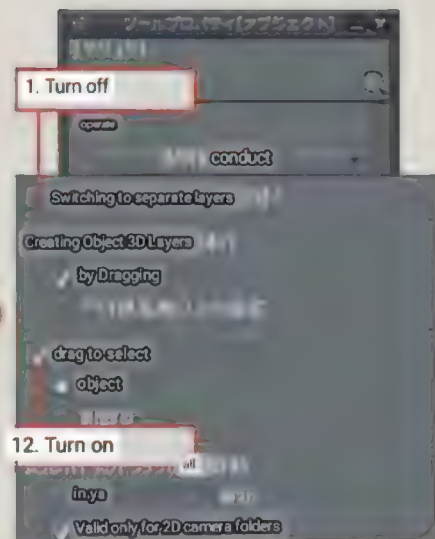 ツールプロパティ[オブジェクト]
1. Turn off
operate
conduct
Switching to separate layers
Creating Object 3D Layers
by Dragging
drag to select
object
12. Turn on
all
in.ya
Valid only for 2D camera folders